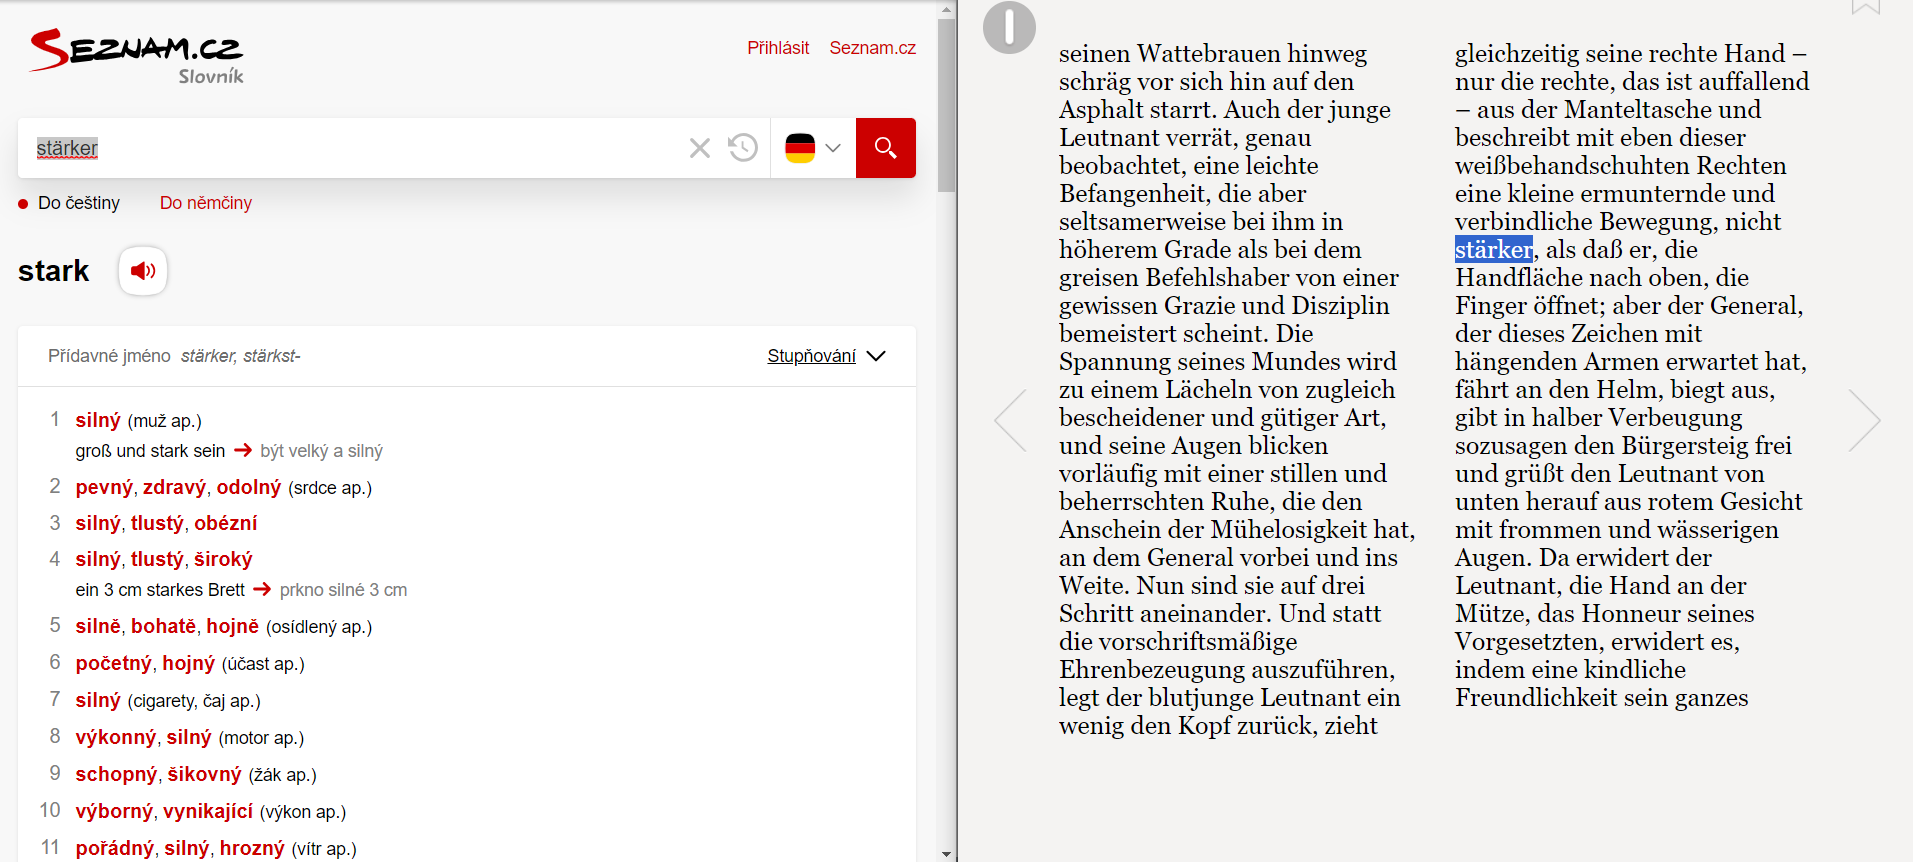 SEZNAM.CZ
Slovník
Přihlásit Seznam.cz
stärker
Do češtiny Do němčiny
stark
Přídavné jméno stärker, stärkst- Stupňování
1 silný (muž ap.)
groß und stark sein → být velký a silný
2 pevný, zdravý, odolný (srdce ap.)
3 silný, tlustý, obézní
4 silný, tlustý, široký
ein 3 cm starkes Brett → prkno silné 3 cm
5 silně, bohatě, hojně (osídlený ap.)
6 početný, hojný (účast ap.)
7 silný (cigarety, čaj ap.)
8 výkonný, silný (motor ap.)
9 schopný, šikovný (žák ap.)
10 výborný, vynikající (výkon ap.)
11 pořádný, silný, hrozný (vítr ap.)
seinen Wattebrauen hinweg
schräg vor sich hin auf den
Asphalt starrt. Auch der junge
Leutnant verrät, genau
beobachtet, eine leichte
Befangenheit, die aber
seltsamerweise bei ihm in
höherem Grade als bei dem
greisen Befehlshaber von einer
gewissen Grazie und Disziplin
bemeistert scheint. Die
Spannung seines Mundes wird
zu einem Lächeln von zugleich
bescheidener und gütiger Art,
und seine Augen blicken
vorläufig mit einer stillen und
beherrschten Ruhe, die den
Anschein der Mühelosigkeit hat,
an dem General vorbei und ins
Weite. Nun sind sie auf drei
Schritt aneinander. Und statt
die vorschriftsmäßige
Ehrenbezeugung auszuführen,
legt der blutjunge Leutnant ein
wenig den Kopf zurück, zieht
gleichzeitig seine rechte Hand –
nur die rechte, das ist auffallend
– aus der Manteltasche und
beschreibt mit eben dieser
weißbehandschuhten Rechten
eine kleine ermunternde und
verbindliche Bewegung, nicht
stärker, als daß er, die
Handfläche nach oben, die
Finger öffnet; aber der General,
der dieses Zeichen mit
hängenden Armen erwartet hat,
fährt an den Helm, biegt aus,
gibt in halber Verbeugung
sozusagen den Bürgersteig frei
und grüßt den Leutnant von
unten herauf aus rotem Gesicht
mit frommen und wässerigen
Augen. Da erwidert der
Leutnant, die Hand an der
Mütze, das Honneur seines
Vorgesetzten, erwidert es,
indem eine kindliche
Freundlichkeit sein ganzes